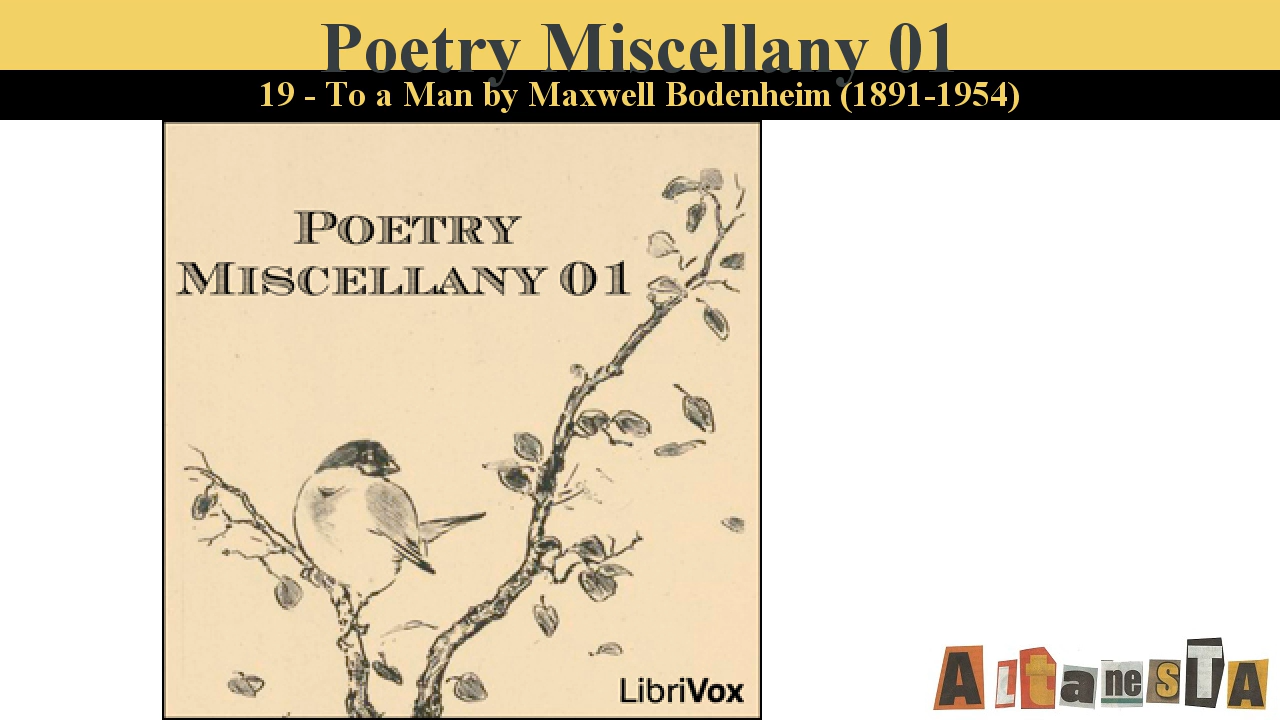 Poetry Miscellany 01
19 - To a Man by Maxwell Bodenheim (1891-1954)
POETRY
MISCELLANY 01
LibriVox
AltanesTA